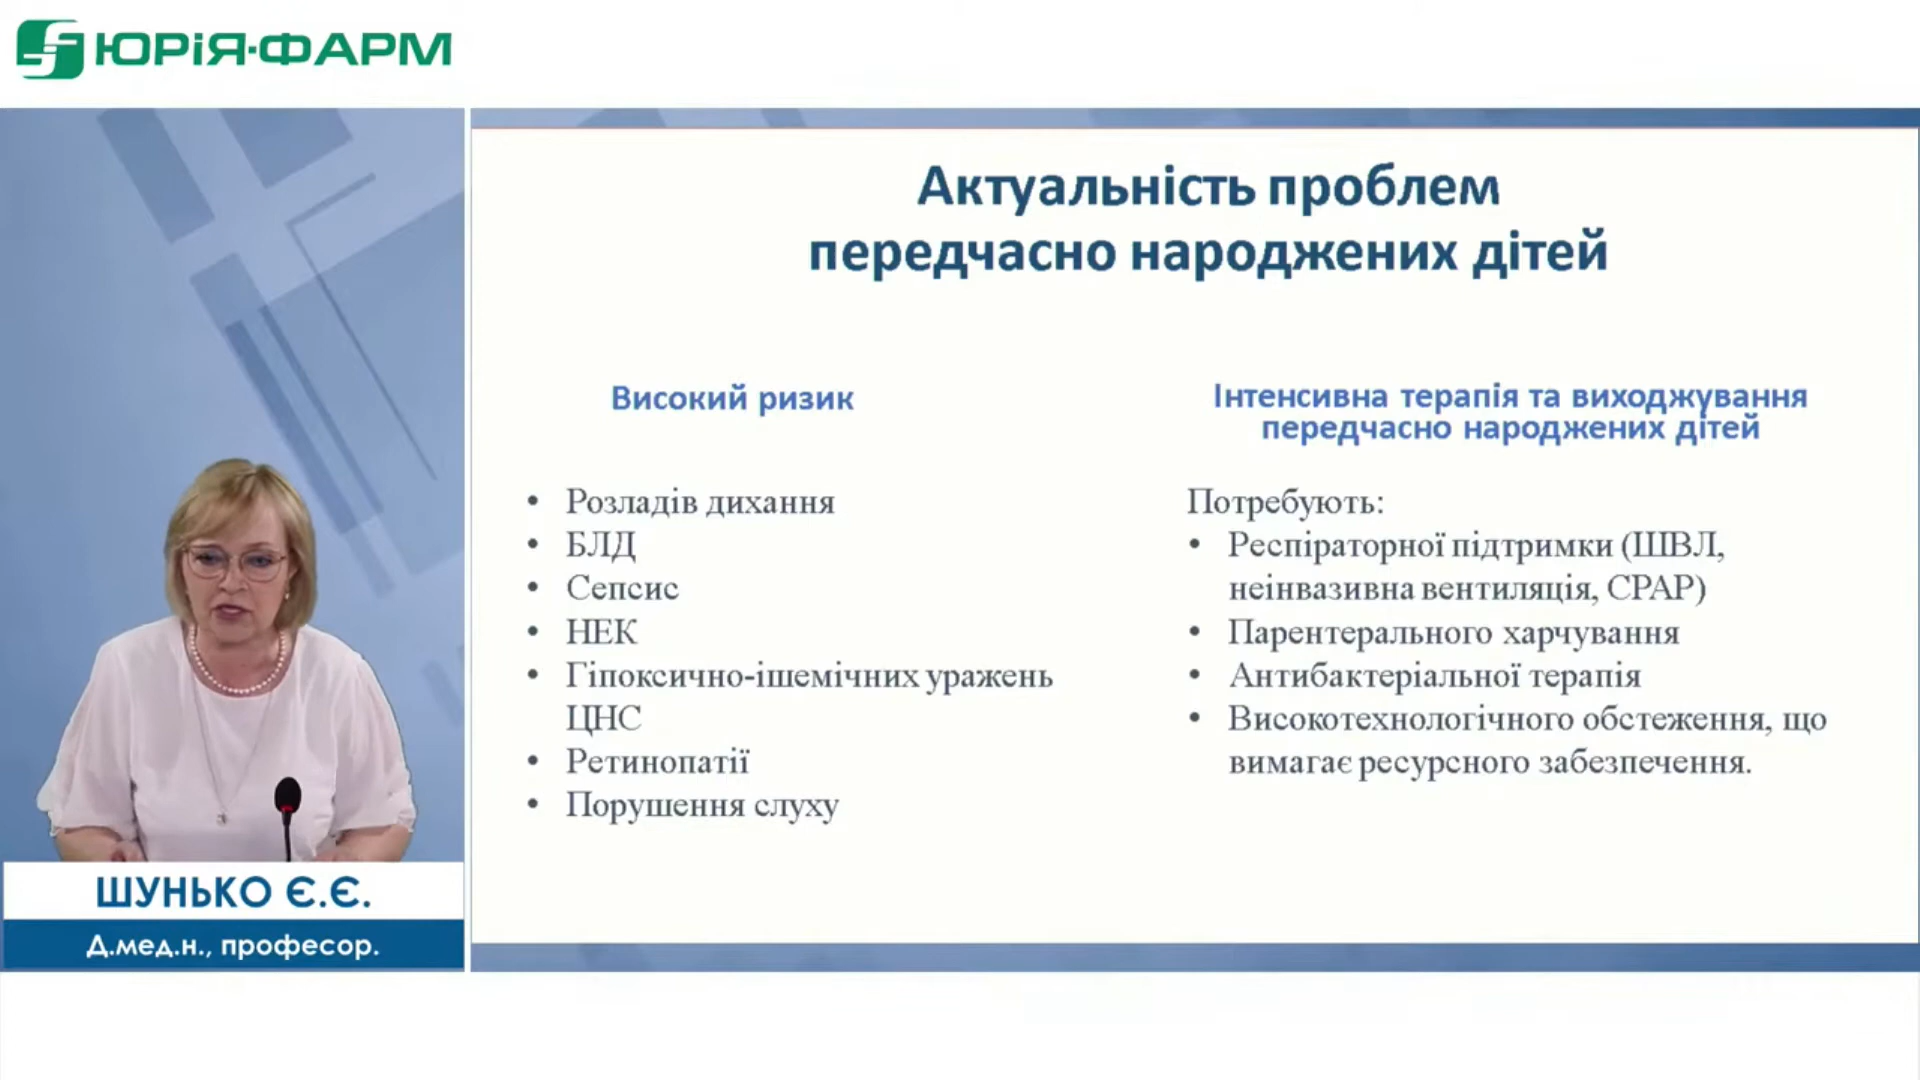 ЮРіЯ·ФАРМ
Актуальність проблем
передчасно народжених дітей
Високий ризик
• Розладів дихання
• БЛД
• Сепсис
• НЕК
• Гіпоксично-ішемічних уражень
ЦНС
• Ретинопатії
• Порушення слуху
Інтенсивна терапія та виходжування
передчасно народжених дітей
Потребують:
• Респіраторної підтримки (ШВЛ,
неінвазивна вентиляція, СРАР)
• Парентерального харчування
• Антибактеріальної терапія
• Високотехнологічного обстеження, що
вимагає ресурсного забезпечення.
ШУНЬКО Є.Є.
Д.мед.н., професор.